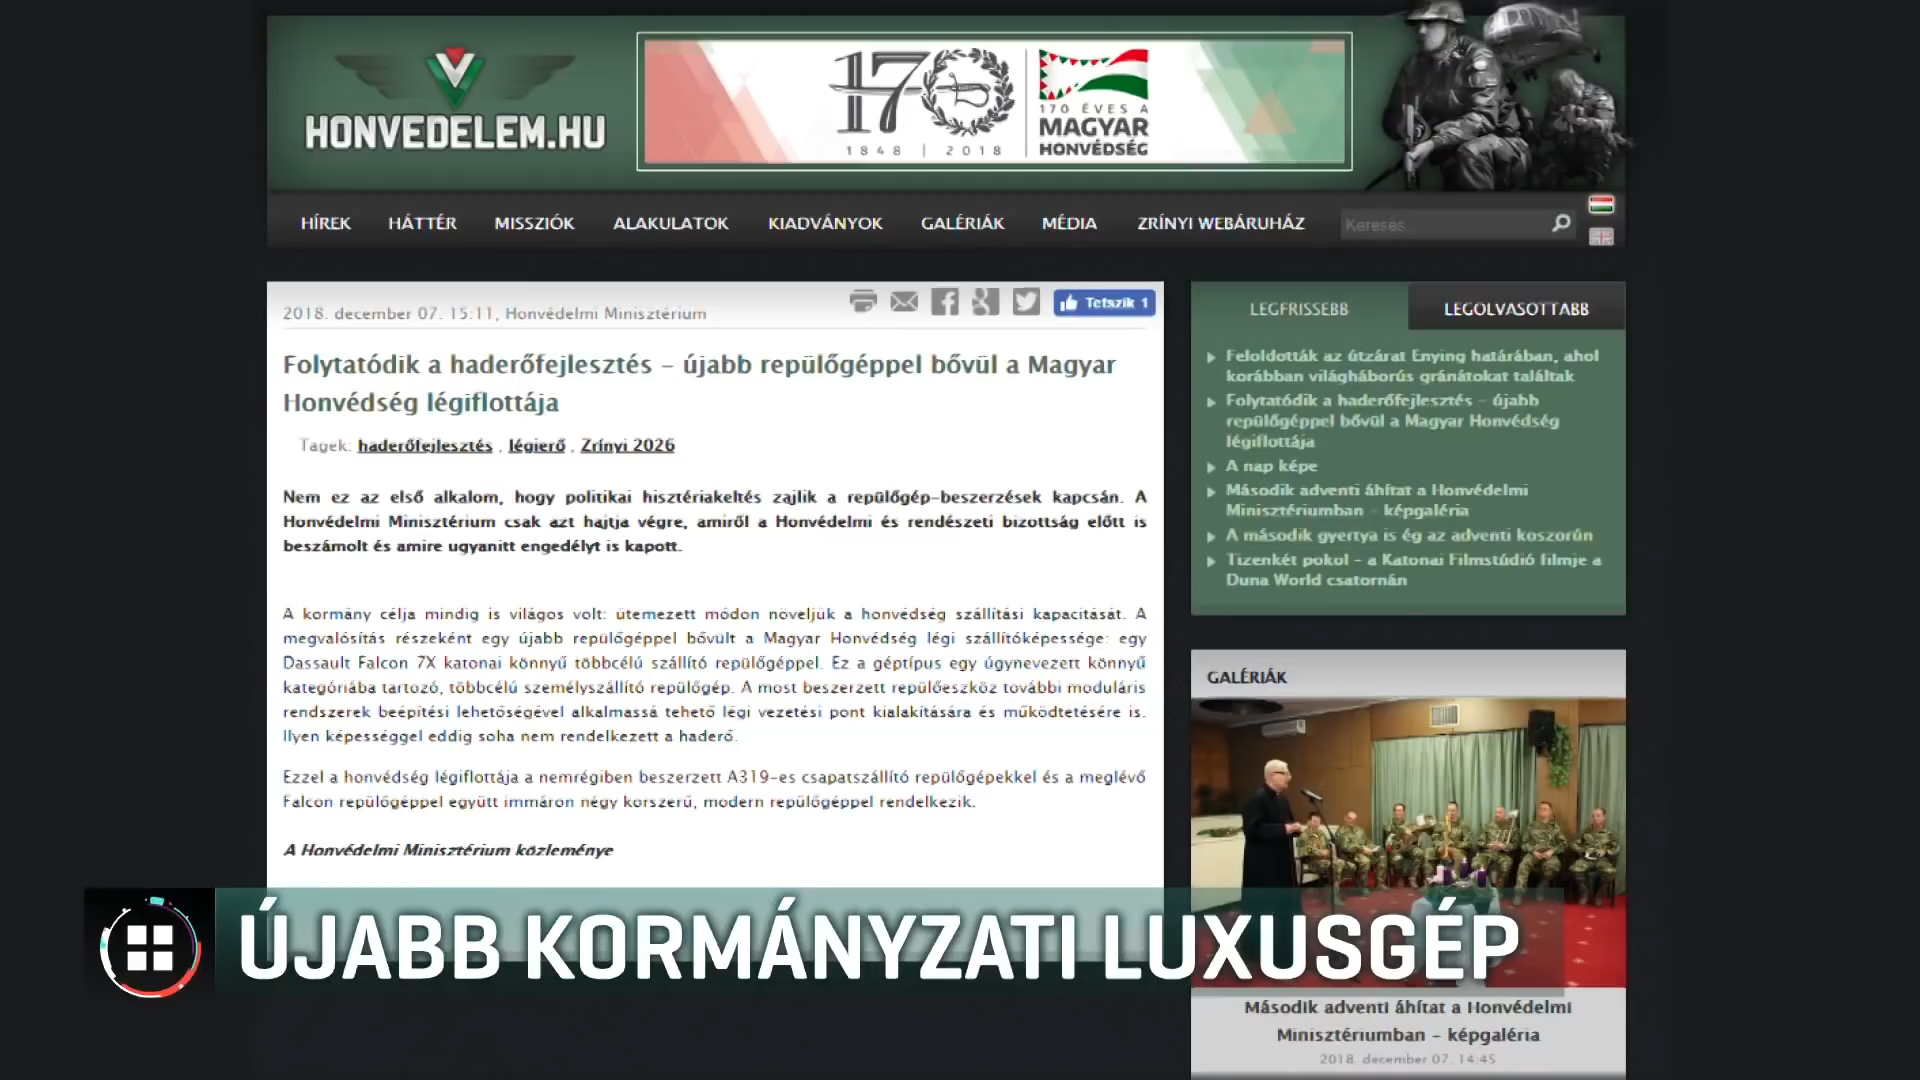 HONVEDELEM.HU
170
1848 | 2018
170 ÉVES A
MAGYAR
HONVÉDSÉG
HÍREK HÁTTÉR MISSZIÓK ALAKULATOK KIADVÁNYOK GALÉRIÁK MÉDIA ZRÍNYI WEBÁRUHÁZ Keresés...
2018. december 07. 15:11, Honvédelmi Minisztérium
Tetszik 1
Folytatódik a haderőfejlesztés - újabb repülőgéppel bővül a Magyar
Honvédség légiflottája
Tagek: haderőfejlesztés , légierő , Zrínyi 2026
Nem ez az első alkalom, hogy politikai hisztériakeltés zajlik a repülőgép-beszerzések kapcsán. A
Honvédelmi Minisztérium csak azt hajtja végre, amiről a Honvédelmi és rendészeti bizottság előtt is
beszámolt és amire ugyanitt engedélyt is kapott.
A kormány célja mindig is világos volt: ütemezett módon növeljük a honvédség szállítási kapacitását. A
megvalósítás részeként egy újabb repülőgéppel bővült a Magyar Honvédség légi szállítóképessége: egy
Dassault Falcon 7X katonai könnyű többcélú szállító repülőgéppel. Ez a géptípus egy úgynevezett könnyű
kategóriába tartozó, többcélú személyszállító repülőgép. A most beszerzett repülőeszköz további moduláris
rendszerek beépítési lehetőségével alkalmassá tehető légi vezetési pont kialakítására és működtetésére is.
Ilyen képességgel eddig soha nem rendelkezett a haderő.
Ezzel a honvédség légiflottája a nemrégiben beszerzett A319-es csapatszállító repülőgépekkel és a meglévő
Falcon repülőgéppel együtt immáron négy korszerű, modern repülőgéppel rendelkezik.
A Honvédelmi Minisztérium közleménye
LEGFRISSEBB LEGOLVASOTTABB
Feloldották az útzárat Enying határában, ahol
korábban világháborús gránátokat találtak
Folytatódik a haderőfejlesztés - újabb
repülőgéppel bővül a Magyar Honvédség
légiflottája
A nap képe
Második adventi áhítat a Honvédelmi
Minisztériumban - képgaléria
A második gyertya is ég az adventi koszorún
Tizenkét pokol - a Katonai Filmstúdió filmje a
Duna World csatornán
GALÉRIÁK
Második adventi áhítat a Honvédelmi
Minisztériumban - képgaléria
2018. december 07. 14:45
ÚJABB KORMÁNYZATI LUXUSGÉP